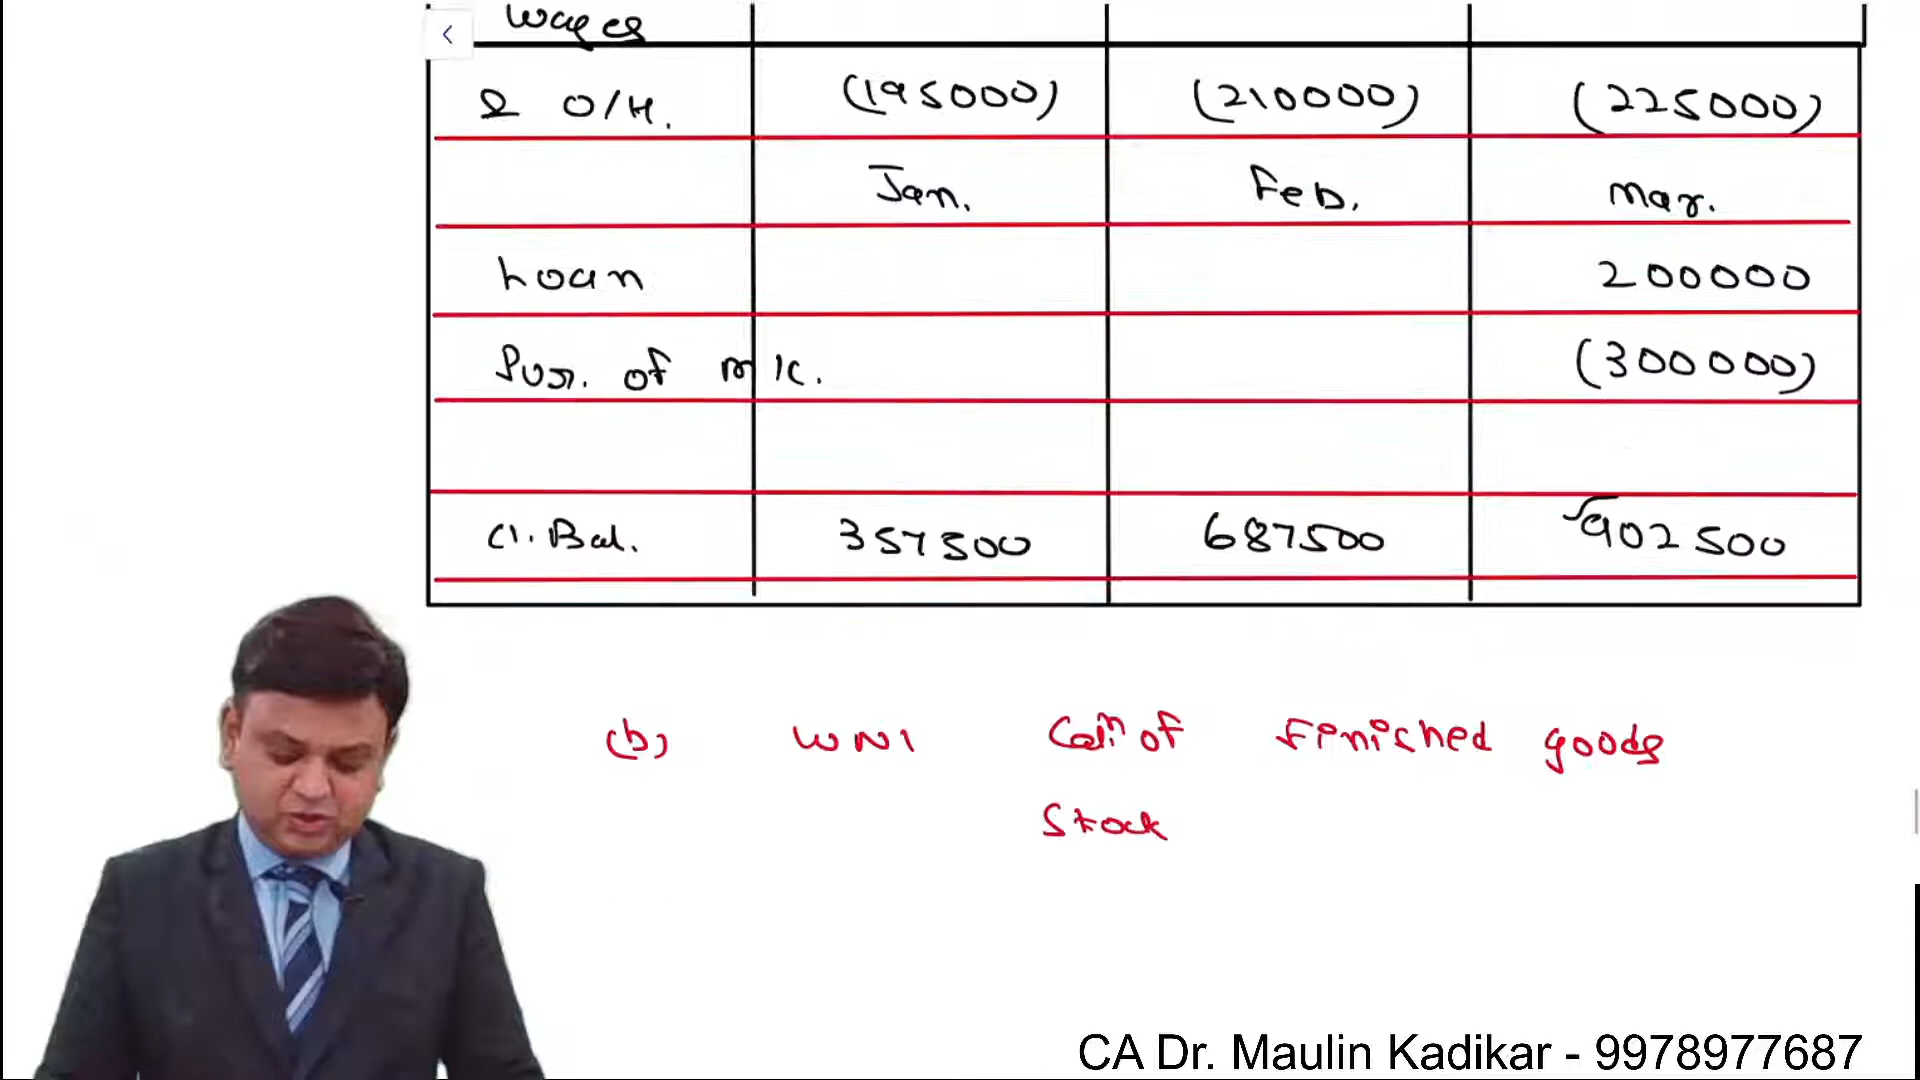 wages
& O/H. (195000) (210000) (225000)
Jan. Feb. Mar.
Loan 200000
Pur. of m/c. (300000)
Cl. Bal. 357500 687500 902500
(b) WN1 Caln of Finished goods
Stock
CA Dr. Maulin Kadikar - 9978977687